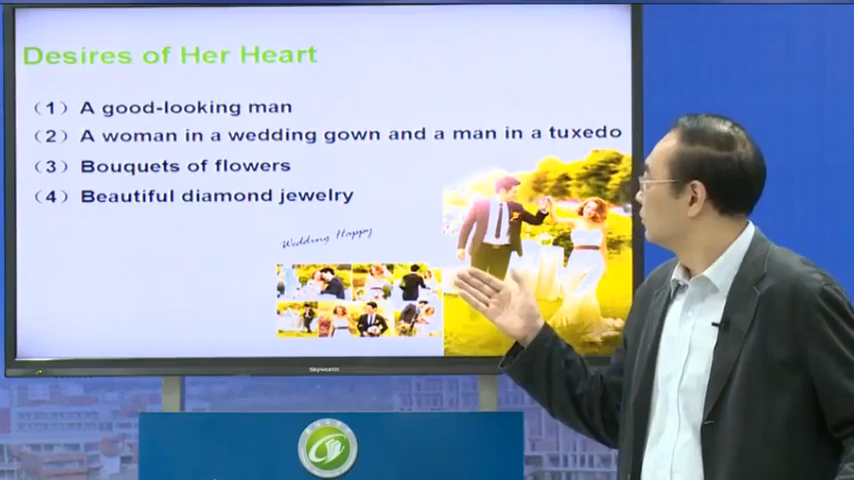 Desires of Her Heart
（1）A good-looking man
（2）A woman in a wedding gown and a man in a tuxedo
（3）Bouquets of flowers
（4）Beautiful diamond jewelry
Wedding Happy
Skyworth